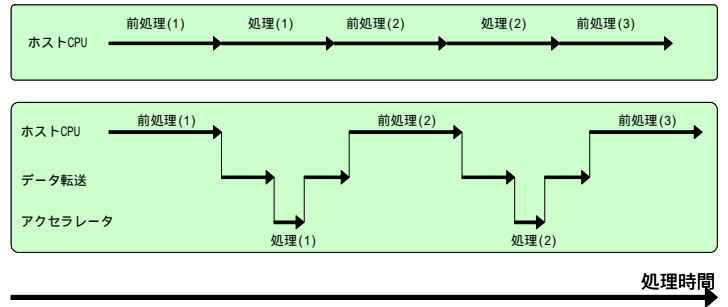 前処理(1) 処理(1) 前処理(2) 処理(2) 前処理(3)
ホストCPU
前処理(1) 前処理(2) 前処理(3)
ホストCPU
データ転送
アクセラレータ
処理(1) 処理(2)
処理時間